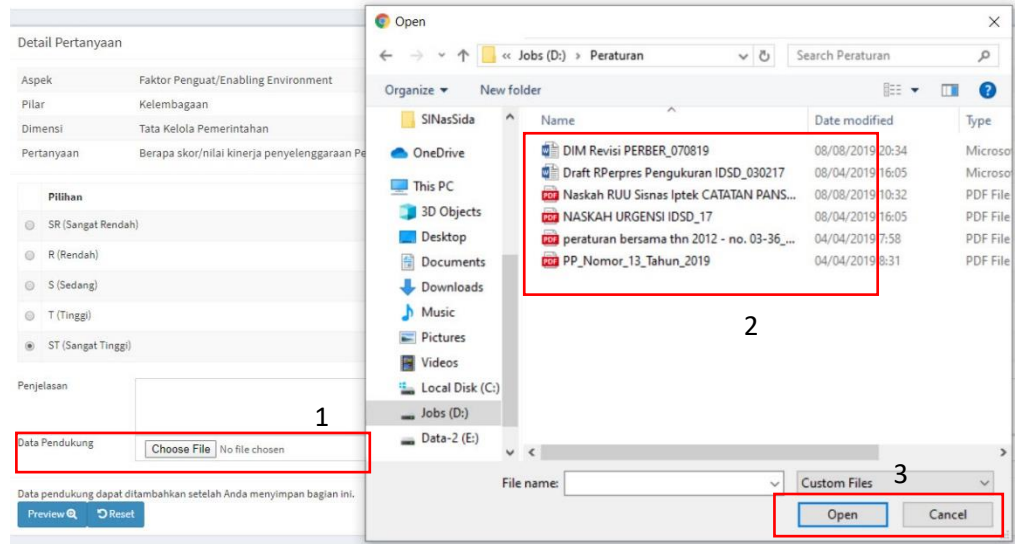 Detail Pertanyaan
Aspek Faktor Penguat/Enabling Environment
Pilar Kelembagaan
Dimensi Tata Kelola Pemerintahan
Pertanyaan Berapa skor/nilai kinerja penyelenggaraan Pe
Pilihan
SR (Sangat Rendah)
R (Rendah)
S (Sedang)
T (Tinggi)
ST (Sangat Tinggi)
Penjelasan
1
Data Pendukung Choose File No file chosen
Data pendukung dapat ditambahkan setelah Anda menyimpan bagian ini.
Preview Reset
Open
« Jobs (D:) › Peraturan Search Peraturan
Organize New folder
SINasSida
OneDrive
This PC
3D Objects
Desktop
Documents
Downloads
Music
Pictures
Videos
Local Disk (C:)
Jobs (D:)
Data-2 (E:)
Name Date modified Type
DIM Revisi PERBER_070819 08/08/2019 20:34 Microso
Draft RPerpres Pengukuran IDSD_030217 08/04/2019 16:05 Microso
Naskah RUU Sisnas Iptek CATATAN PANS... 08/08/2019 10:32 PDF File
NASKAH URGENSI IDSD_17 08/04/2019 16:05 PDF File
peraturan bersama thn 2012 - no. 03-36_... 04/04/2019 7:58 PDF File
PP_Nomor_13_Tahun_2019 04/04/2019 8:31 PDF File
2
File name: Custom Files
3
Open Cancel